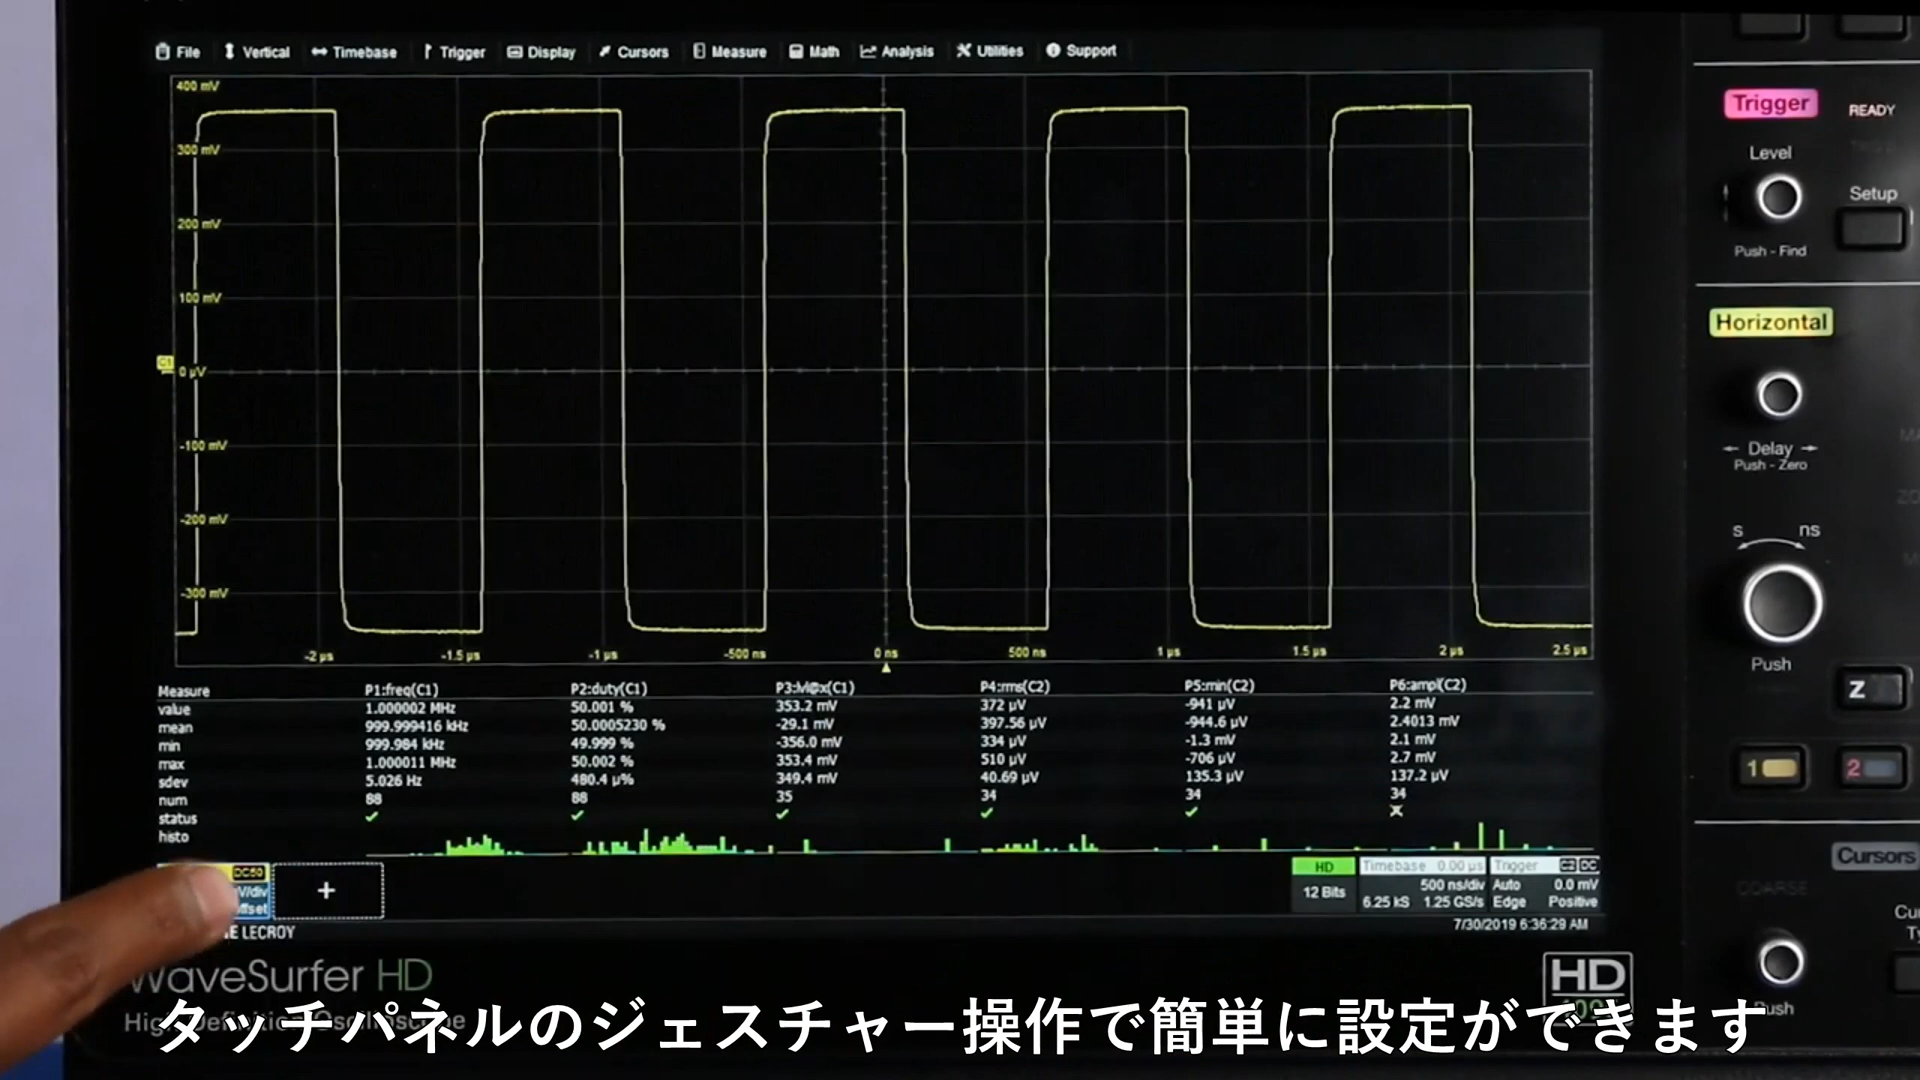 File Vertical Timebase Trigger Display Cursors Measure Math Analysis Utilities Support
400 mV
300 mV
200 mV
100 mV
C1
0 µV
-100 mV
-200 mV
-300 mV
-2 µs -1.5 µs -1 µs -500 ns 0 ns 500 ns 1 µs 1.5 µs 2 µs 2.5 µs
Measure P1:freq(C1) P2:duty(C1) P3:lvl@x(C1) P4:rms(C2) P5:min(C2) P6:ampl(C2)
value 1.000002 MHz 50.001 % 353.2 mV 372 µV -941 µV 2.2 mV
mean 999.999416 kHz 50.0005230 % -29.1 mV 397.56 µV -944.6 µV 2.4013 mV
min 999.984 kHz 49.999 % -356.0 mV 334 µV -1.3 mV 2.1 mV
max 1.000011 MHz 50.002 % 353.4 mV 510 µV -706 µV 2.7 mV
sdev 5.026 Hz 480.4 µ% 349.4 mV 40.69 µV 135.3 µV 137.2 µV
num 88 88 35 34 34 34
status
histo
DC50
V/div
+
HD
12 Bits
Timebase 0.00 µs
500 ns/div
6.25 kS 1.25 GS/s
Trigger C2 DC
Auto 0.0 mV
Edge Positive
LECROY
7/30/2019 6:36:29 AM
WaveSurfer HD
HD
Trigger
READY
Level
Setup
Push - Find
Horizontal
Delay
Push - Zero
S ns
Push
Z
1 2
Cursors
COARSE
Push
タッチパネルのジェスチャー操作で簡単に設定ができます